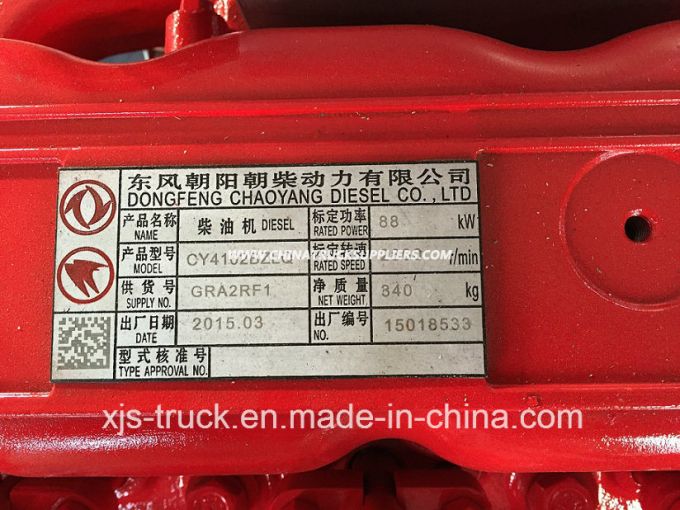 东风朝阳朝柴动力有限公司
DONGFENG CHAOYANG DIESEL CO., LTD
产品名称 柴油机 DIESEL 标定功率 88 kW
NAME RATED POWER
产品型号 CY4102BZLQ 标定转速 r/min
MODEL RATED SPEED
WWW.CHINATRUCKSUPPLIERS.COM
供货号 GRA2RF1 净质量 340 kg
SUPPLY NO. NET WEIGHT
出厂日期 2015.03 出厂编号 15018533
DATE NO.
型式核准号
TYPE APPROVAL NO.
xjs-truck.en.made-in-china.com